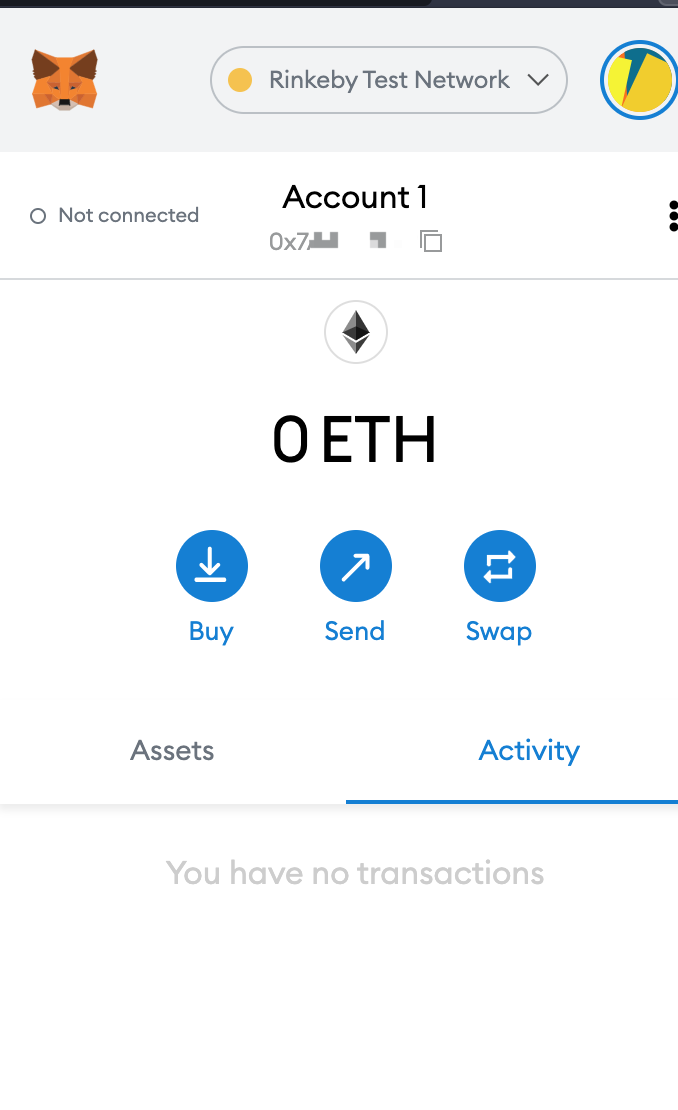 Rinkeby Test Network
Not connected
Account 1
0x7
0 ETH
Buy
Send
Swap
Assets
Activity
You have no transactions